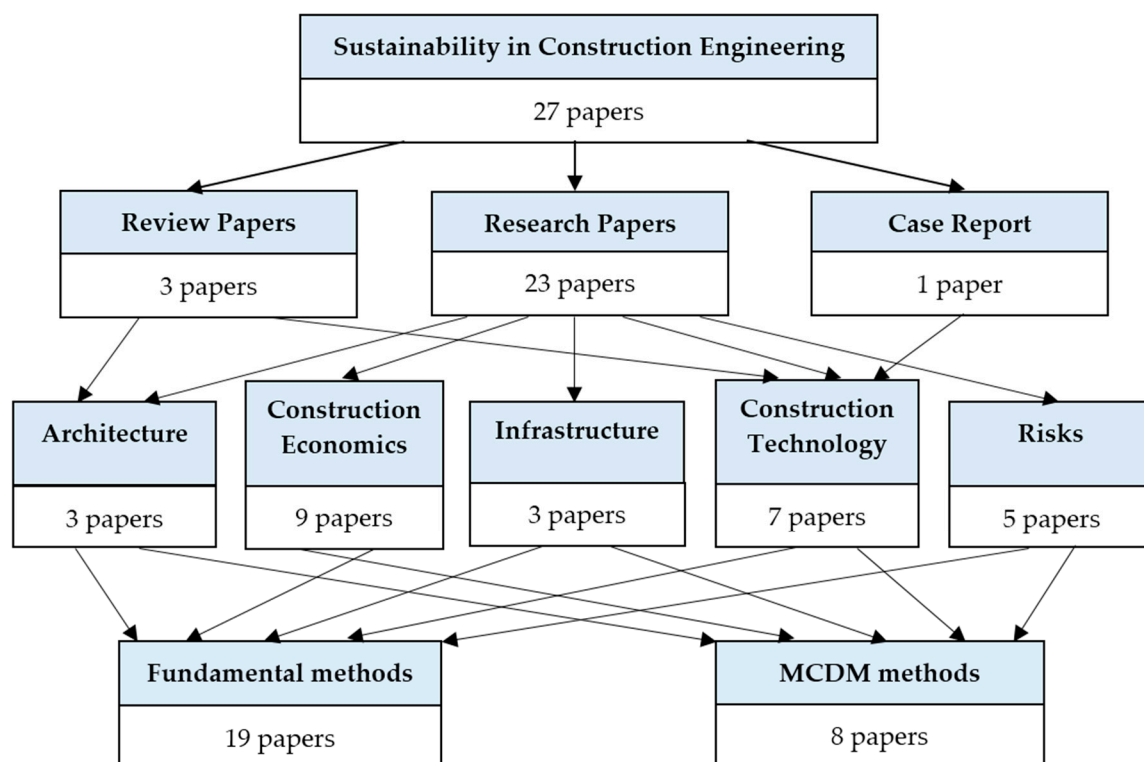 Sustainability in Construction Engineering
27 papers
Review Papers
3 papers
Research Papers
23 papers
Case Report
1 paper
Architecture
3 papers
Construction
Economics
9 papers
Infrastructure
3 papers
Construction
Technology
7 papers
Risks
5 papers
Fundamental methods
19 papers
MCDM methods
8 papers